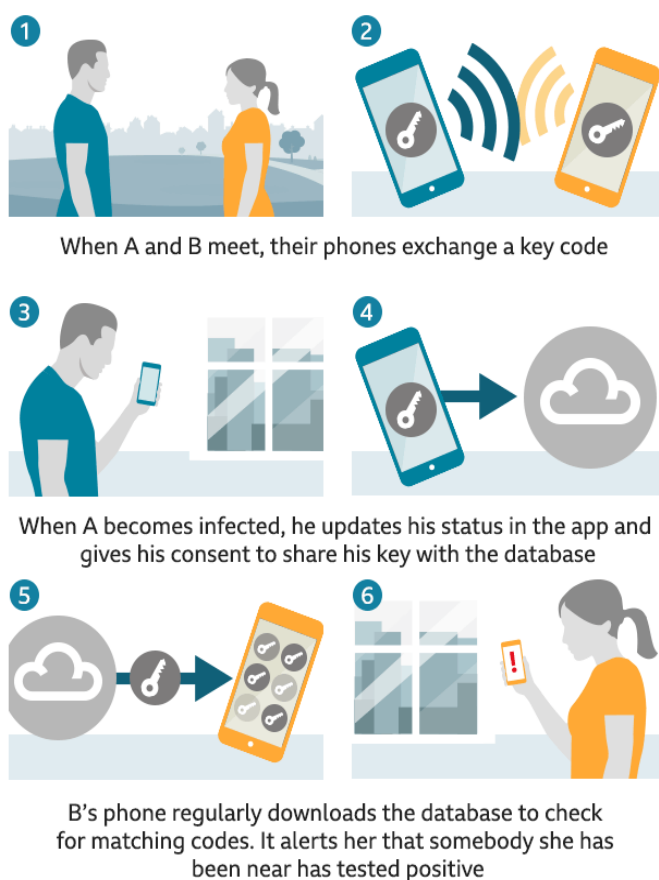 1
2
When A and B meet, their phones exchange a key code
3
4
When A becomes infected, he updates his status in the app and
gives his consent to share his key with the database
5
6
!
B's phone regularly downloads the database to check
for matching codes. It alerts her that somebody she has
been near has tested positive